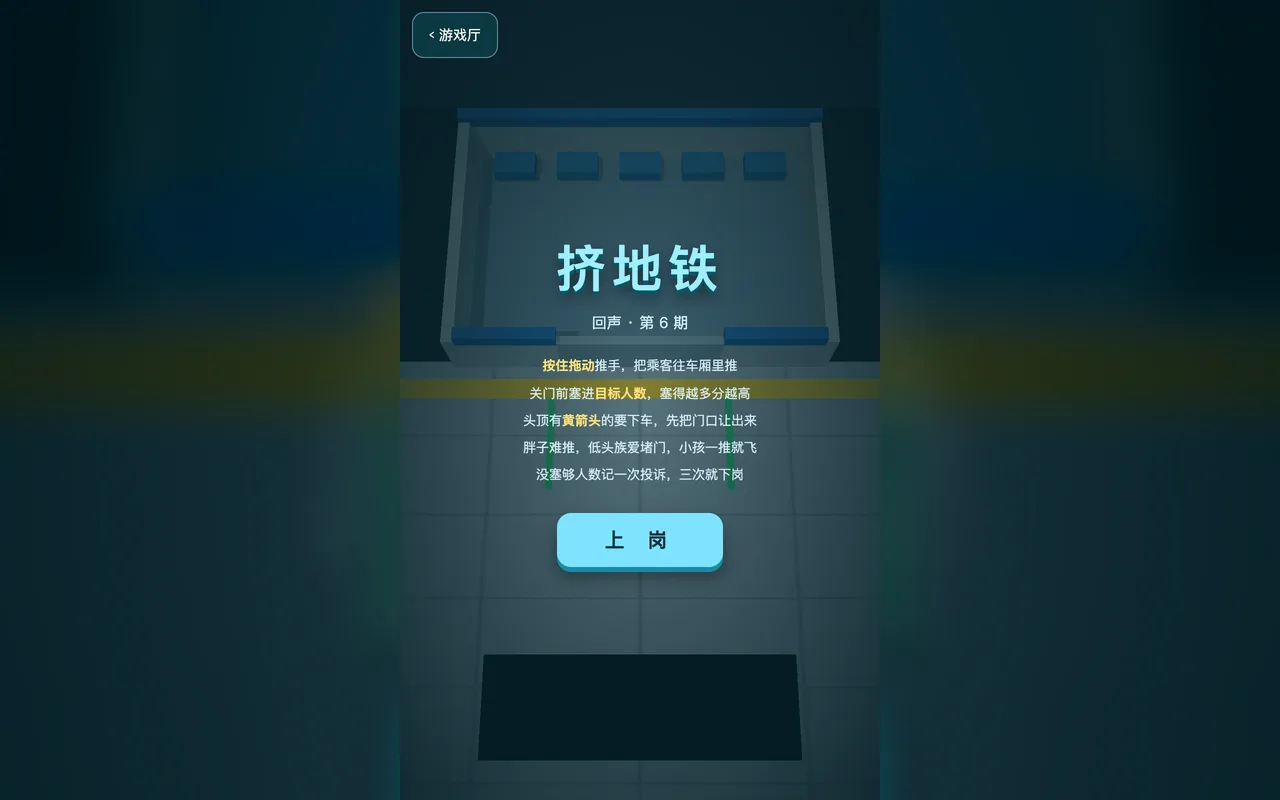 < 游戏厅
挤地铁
回声 · 第 6 期
按住拖动推手，把乘客往车厢里推
关门前塞进目标人数，塞得越多分越高
头顶有黄箭头的要下车，先把门口让出来
胖子难推，低头族爱堵门，小孩一推就飞
没塞够人数记一次投诉，三次就下岗
上 岗